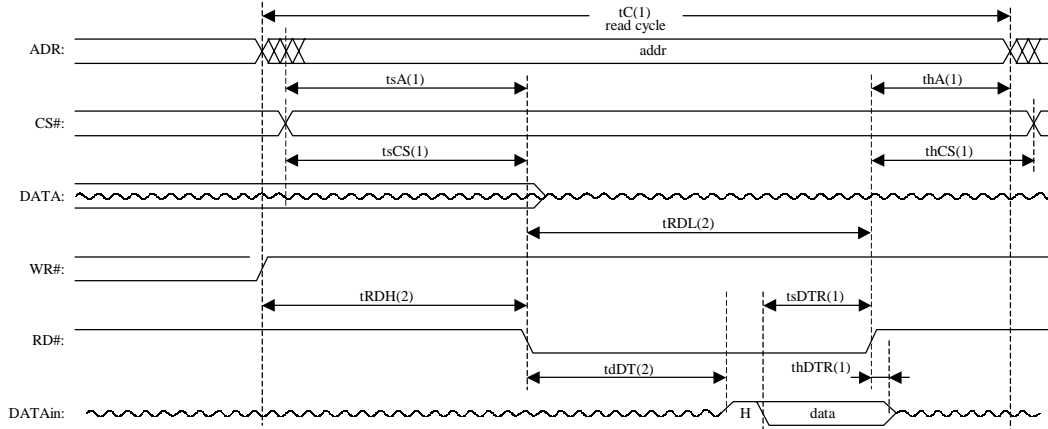 tC(1)
read cycle
ADR:
addr
tsA(1)
thA(1)
CS#:
tsCS(1)
thCS(1)
DATA:
tRDL(2)
WR#:
tRDH(2)
tsDTR(1)
RD#:
tdDT(2)
thDTR(1)
DATAin:
H
data